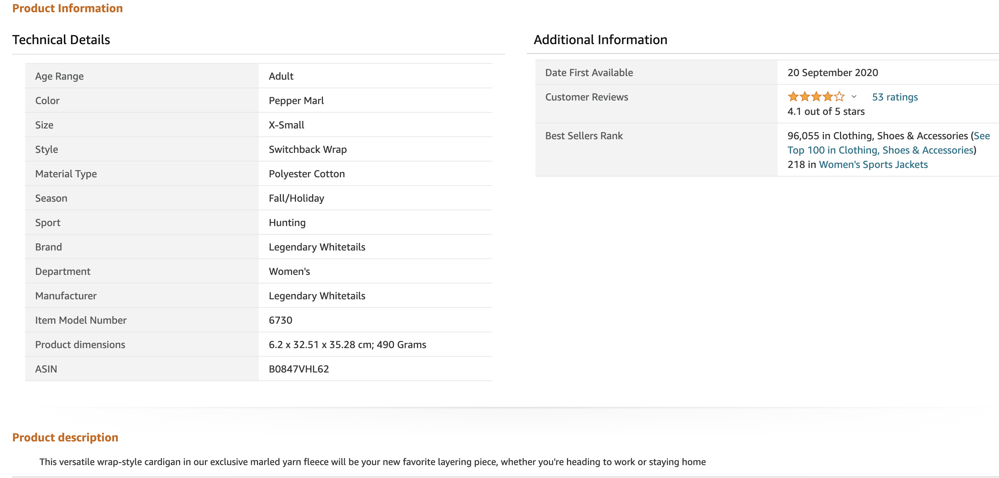 Product Information
Technical Details
Age Range Adult
Color Pepper Marl
Size X-Small
Style Switchback Wrap
Material Type Polyester Cotton
Season Fall/Holiday
Sport Hunting
Brand Legendary Whitetails
Department Women's
Manufacturer Legendary Whitetails
Item Model Number 6730
Product dimensions 6.2 x 32.51 x 35.28 cm; 490 Grams
ASIN B0847VHL62
Additional Information
Date First Available 20 September 2020
Customer Reviews 53 ratings
4.1 out of 5 stars
Best Sellers Rank 96,055 in Clothing, Shoes & Accessories (See
Top 100 in Clothing, Shoes & Accessories)
218 in Women's Sports Jackets
Product description
This versatile wrap-style cardigan in our exclusive marled yarn fleece will be your new favorite layering piece, whether you're heading to work or staying home